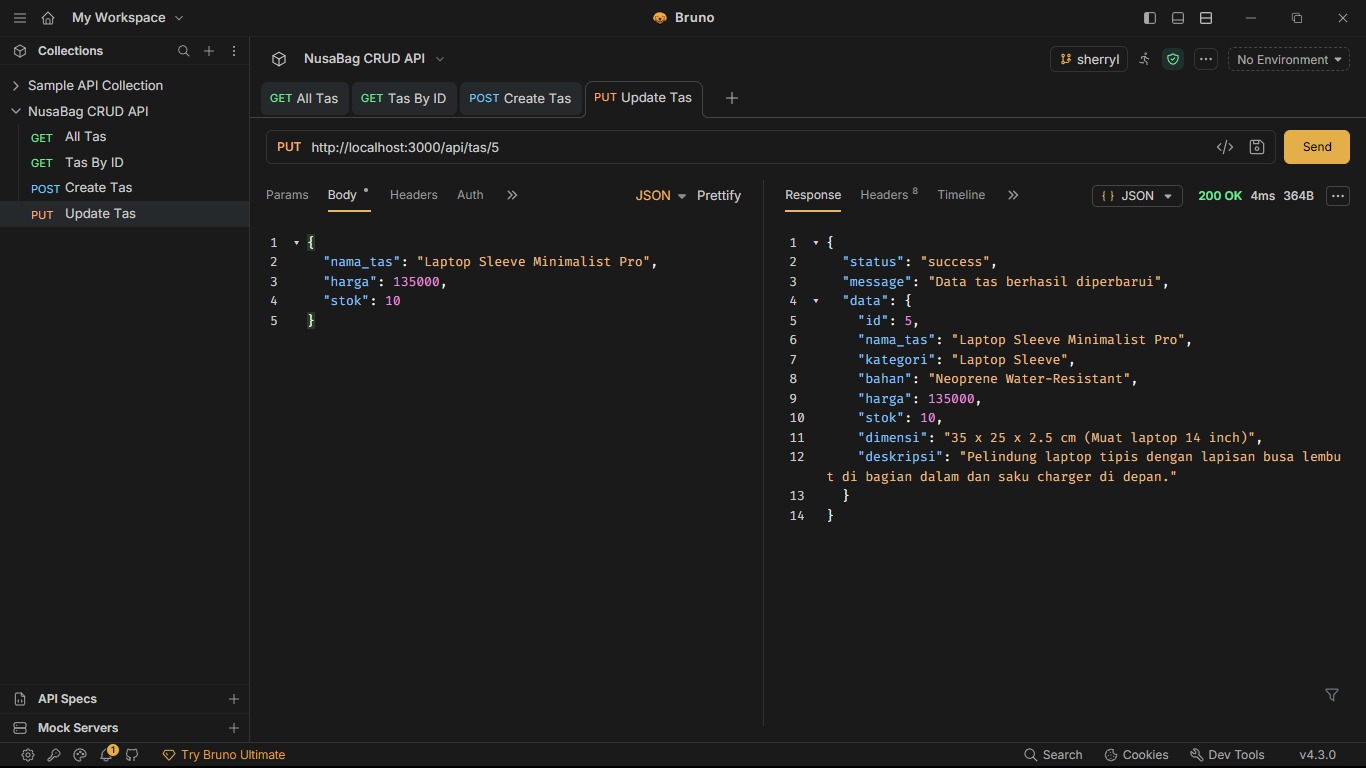 My Workspace
Bruno
Collections
NusaBag CRUD API
sherryl
No Environment
Sample API Collection
NusaBag CRUD API
GET All Tas
GET Tas By ID
POST Create Tas
PUT Update Tas
GET All Tas
GET Tas By ID
POST Create Tas
PUT Update Tas
PUT http://localhost:3000/api/tas/5
Send
Params Body Headers Auth
JSON Prettify
1 {
2 "nama_tas": "Laptop Sleeve Minimalist Pro",
3 "harga": 135000,
4 "stok": 10
5 }
Response Headers 8 Timeline
{ } JSON
200 OK 4ms 364B
1 {
2 "status": "success",
3 "message": "Data tas berhasil diperbarui",
4 "data": {
5 "id": 5,
6 "nama_tas": "Laptop Sleeve Minimalist Pro",
7 "kategori": "Laptop Sleeve",
8 "bahan": "Neoprene Water-Resistant",
9 "harga": 135000,
10 "stok": 10,
11 "dimensi": "35 x 25 x 2.5 cm (Muat laptop 14 inch)",
12 "deskripsi": "Pelindung laptop tipis dengan lapisan busa lembu
t di bagian dalam dan saku charger di depan."
13 }
14 }
API Specs
Mock Servers
1
Try Bruno Ultimate
Search
Cookies
Dev Tools
v4.3.0